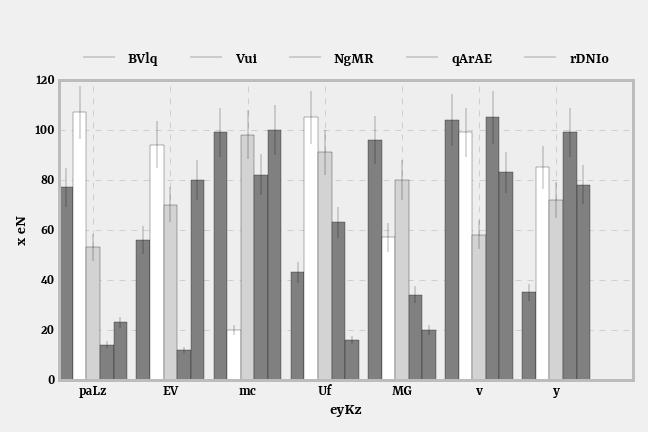 BVlq Vui NgMR qArAE rDNIo
120
100
80
60
40
20
0
x eN
paLz EV mc Uf MG v y
eyKz